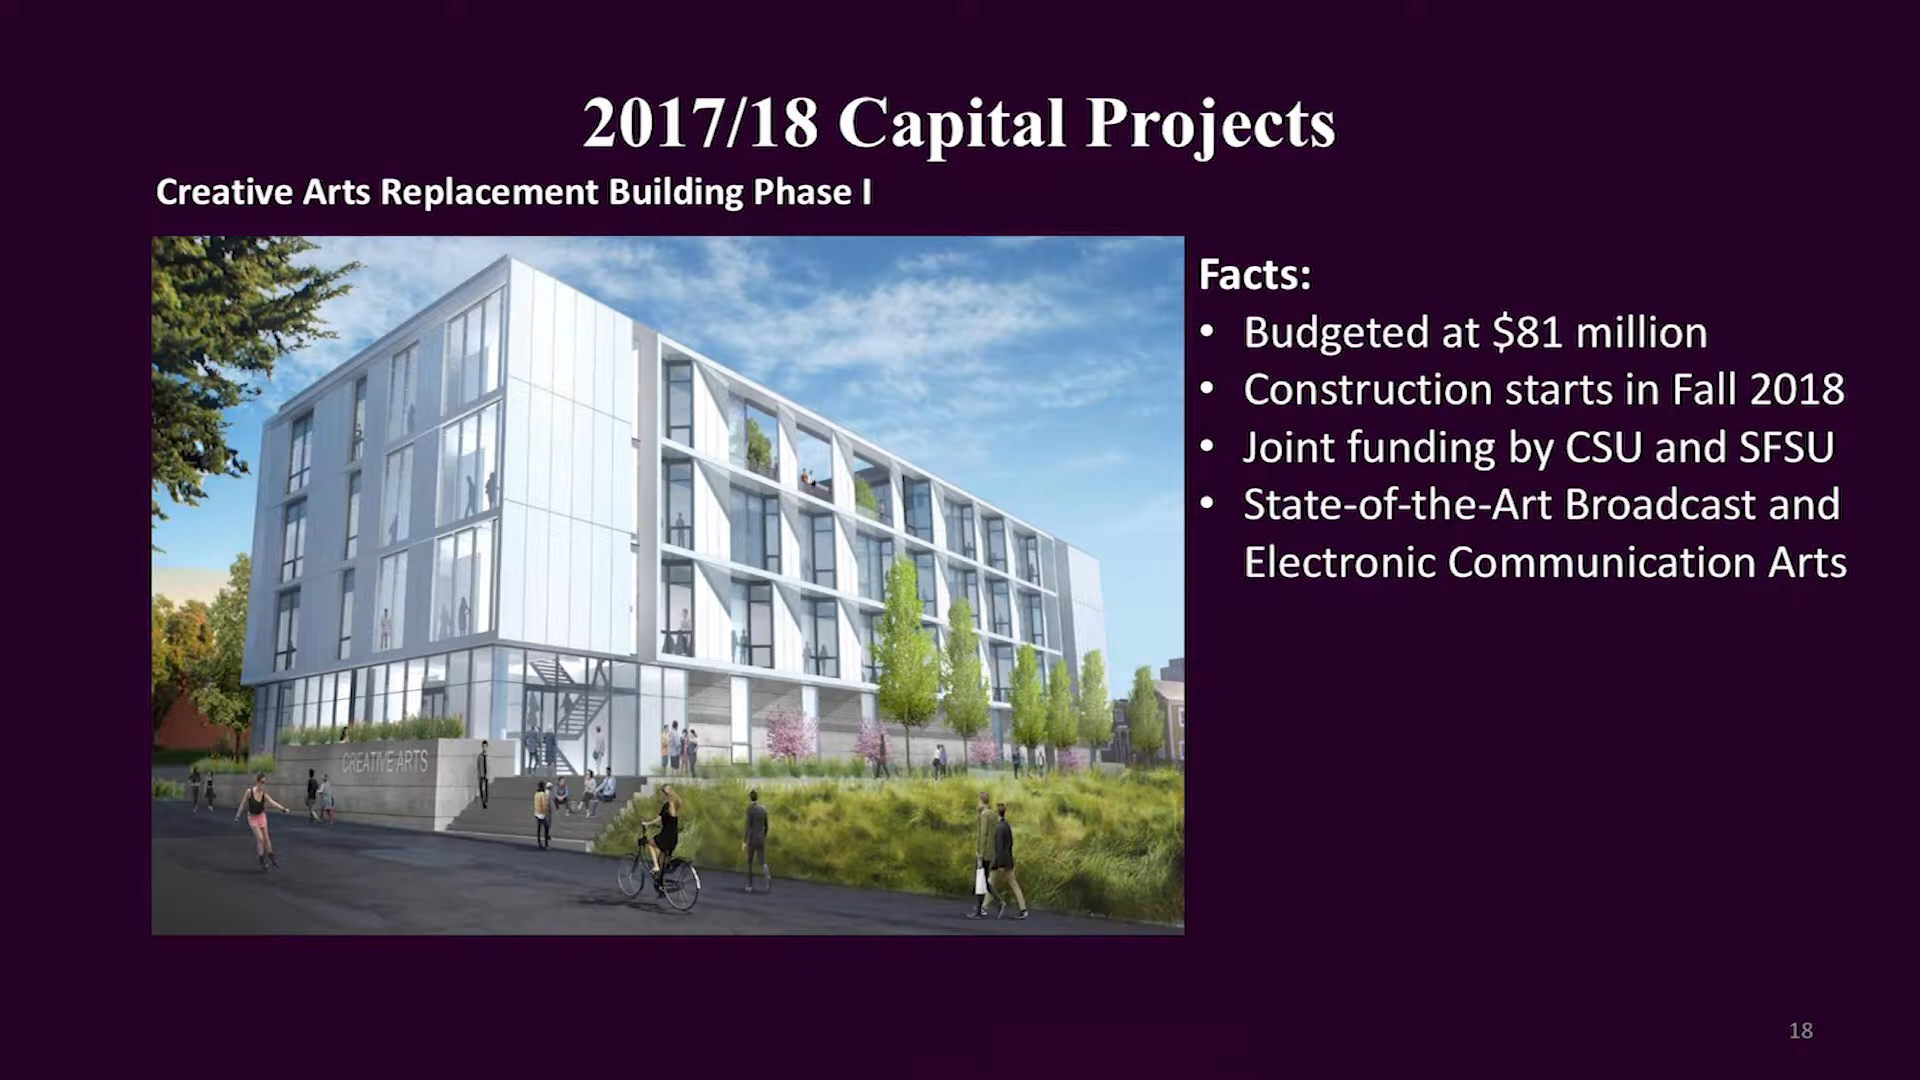 2017/18 Capital Projects
Creative Arts Replacement Building Phase I
Facts:
• Budgeted at $81 million
• Construction starts in Fall 2018
• Joint funding by CSU and SFSU
• State-of-the-Art Broadcast and
Electronic Communication Arts
CREATIVE ARTS
18